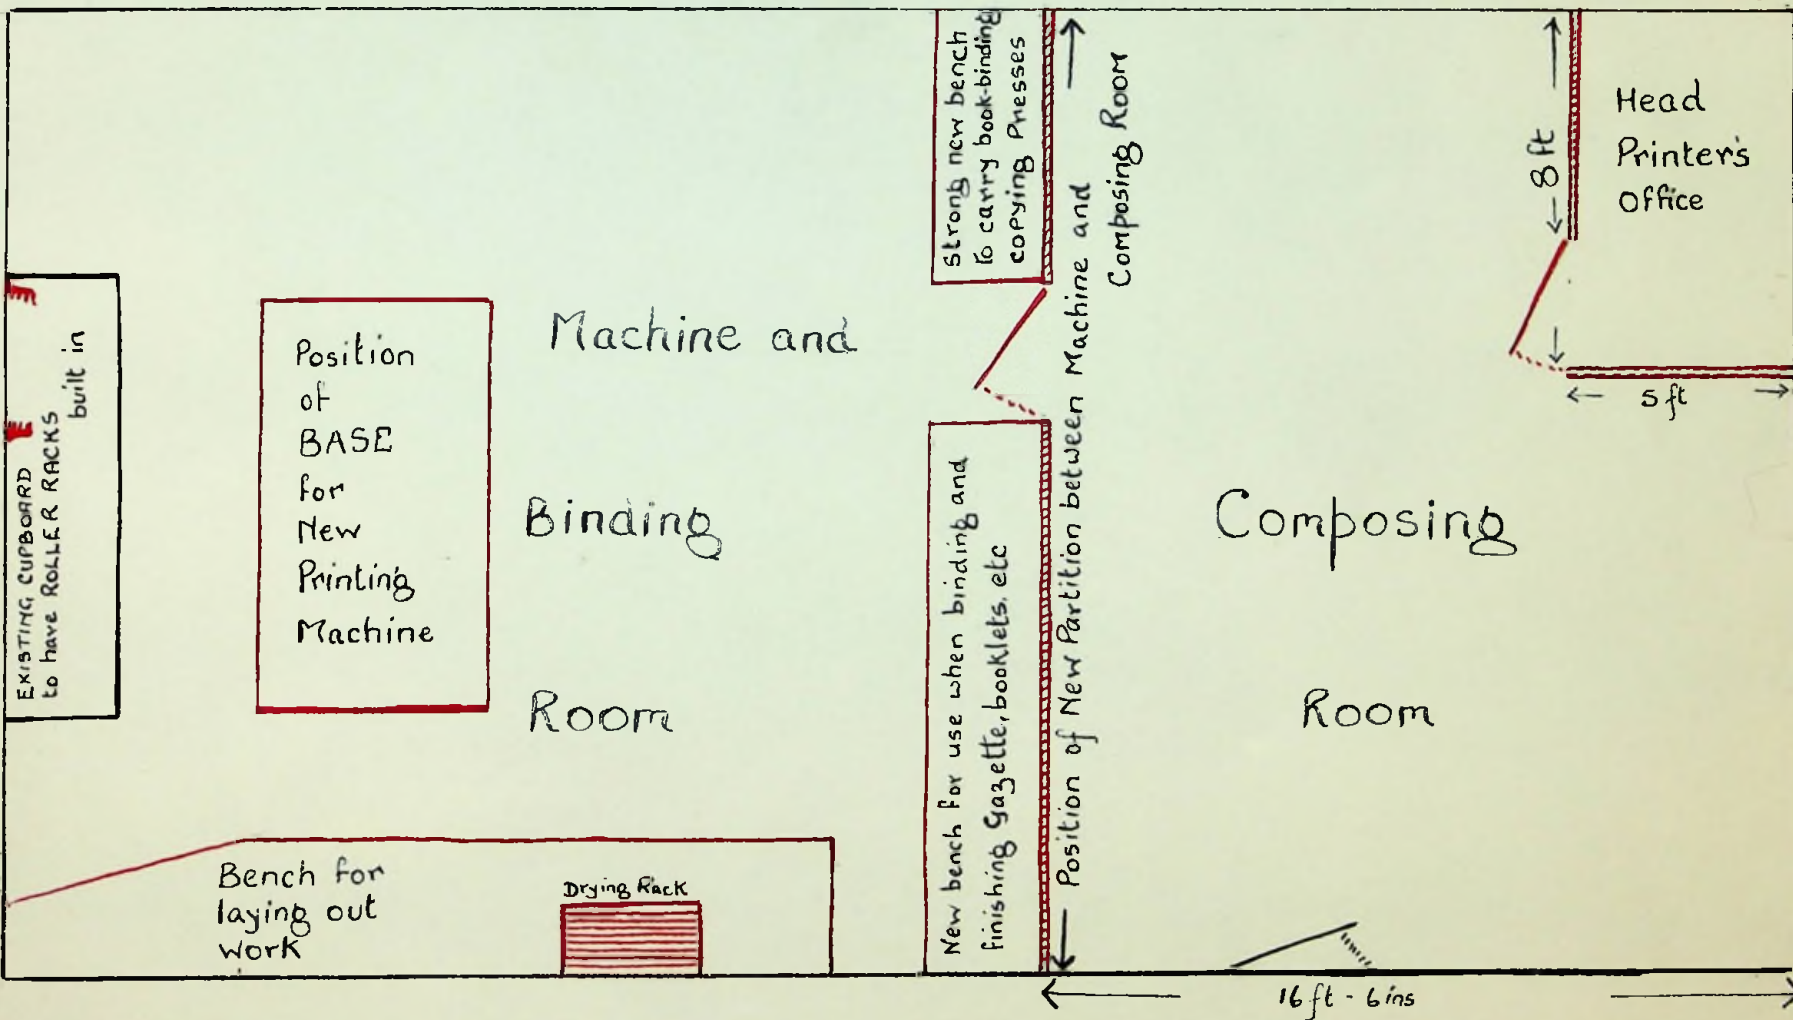 Strong new bench
to carry book-binding
copying Presses
Position of New Partition between Machine and
Composing Room
8 ft
Head
Printer's
Office
5 ft
EXISTING CUPBOARD
to have ROLLER RACKS
built in
Position
of
BASE
for
New
Printing
Machine
Machine and
Binding
Room
New bench for use when binding and
finishing Gazette, booklets, etc
Composing
Room
Bench for
laying out
work
Drying Rack
16 ft - 6 ins